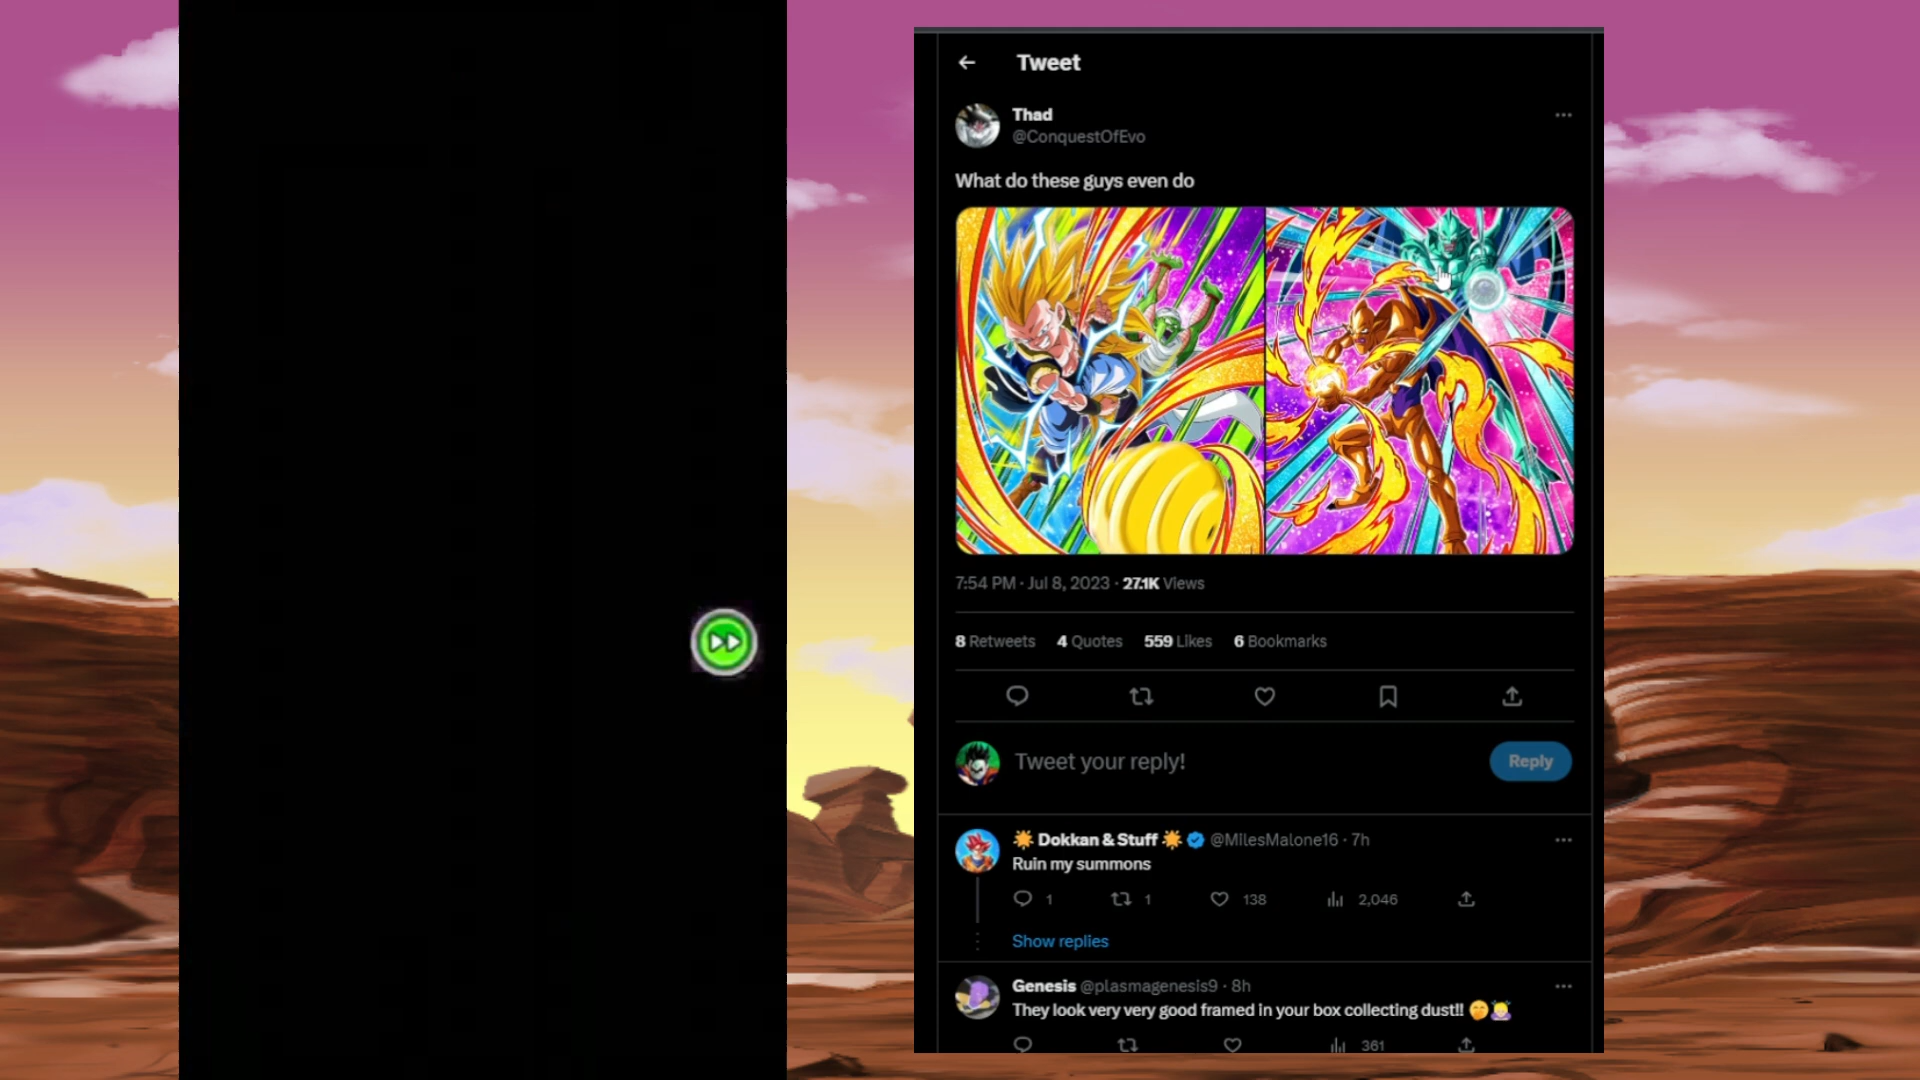 Tweet
Thad
@ConquestOfEvo
What do these guys even do
7:54 PM · Jul 8, 2023 · 27.1K Views
8 Retweets 4 Quotes 559 Likes 6 Bookmarks
Tweet your reply!
Reply
Dokkan & Stuff @MilesMalone16 · 7h
Ruin my summons
1 1 138 2,046
Show replies
Genesis @plasmagenesis9 · 8h
They look very very good framed in your box collecting dust!!
361